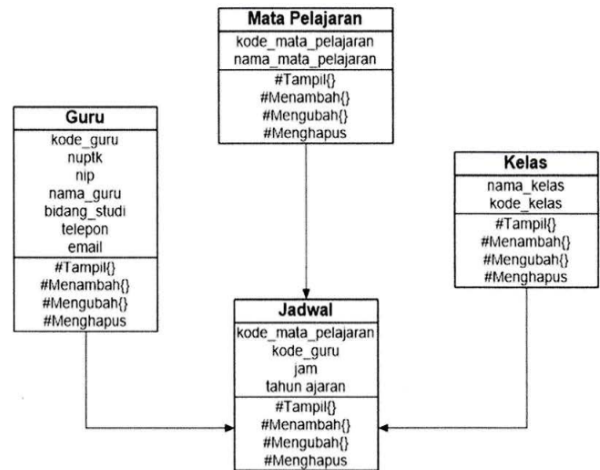 Mata Pelajaran
kode_mata_pelajaran
nama_mata_pelajaran
#Tampil{}
#Menambah{}
#Mengubah{}
#Menghapus
Guru
kode_guru
nuptk
nip
nama_guru
bidang_studi
telepon
email
#Tampil{}
#Menambah{}
#Mengubah{}
#Menghapus
Kelas
nama_kelas
kode_kelas
#Tampil{}
#Menambah{}
#Mengubah{}
#Menghapus
Jadwal
kode_mata_pelajaran
kode_guru
jam
tahun ajaran
#Tampil{}
#Menambah{}
#Mengubah{}
#Menghapus